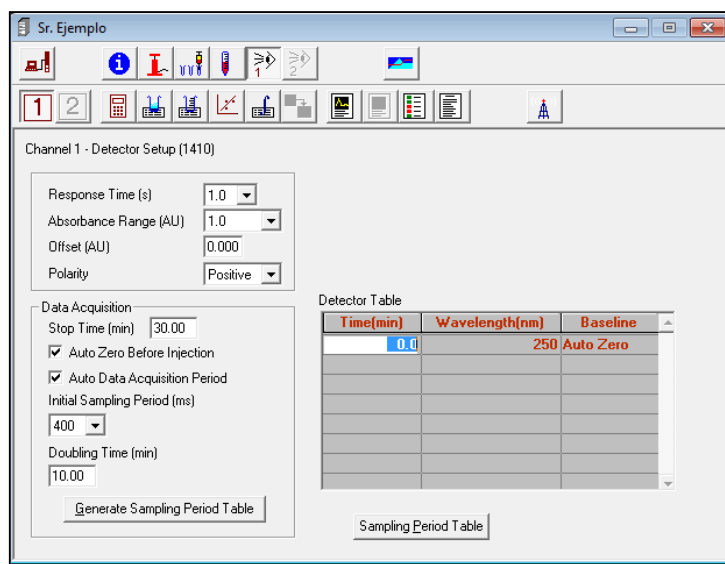 Sr. Ejemplo
1
2
1
2
Channel 1 - Detector Setup (1410)
Response Time (s) 1.0
Absorbance Range (AU) 1.0
Offset (AU) 0.000
Polarity Positive
Data Acquisition
Stop Time (min) 30.00
Auto Zero Before Injection
Auto Data Acquisition Period
Initial Sampling Period (ms)
400
Doubling Time (min)
10.00
Generate Sampling Period Table
Detector Table
Time(min) Wavelength(nm) Baseline
0.0 250 Auto Zero
Sampling Period Table